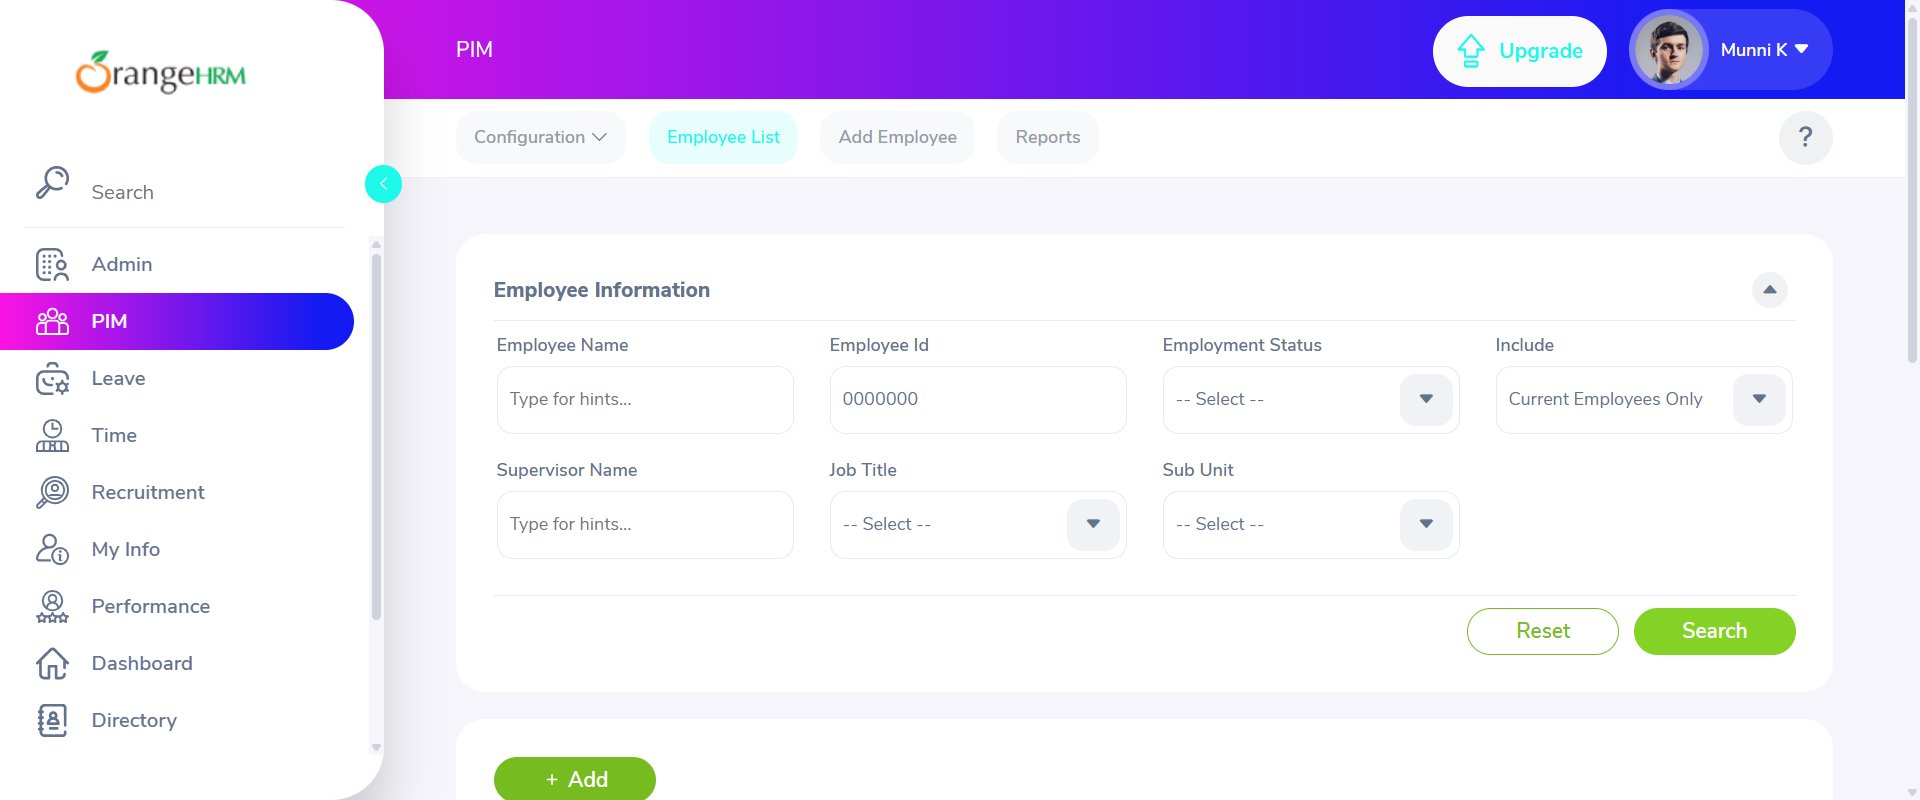 OrangeHRM
Search
Admin
PIM
Leave
Time
Recruitment
My Info
Performance
Dashboard
Directory
PIM
Upgrade
Munni K
Configuration
Employee List
Add Employee
Reports
?
Employee Information
Employee Name
Employee Id
Employment Status
Include
Type for hints...
0000000
-- Select --
Current Employees Only
Supervisor Name
Job Title
Sub Unit
Type for hints...
-- Select --
-- Select --
Reset
Search
+ Add